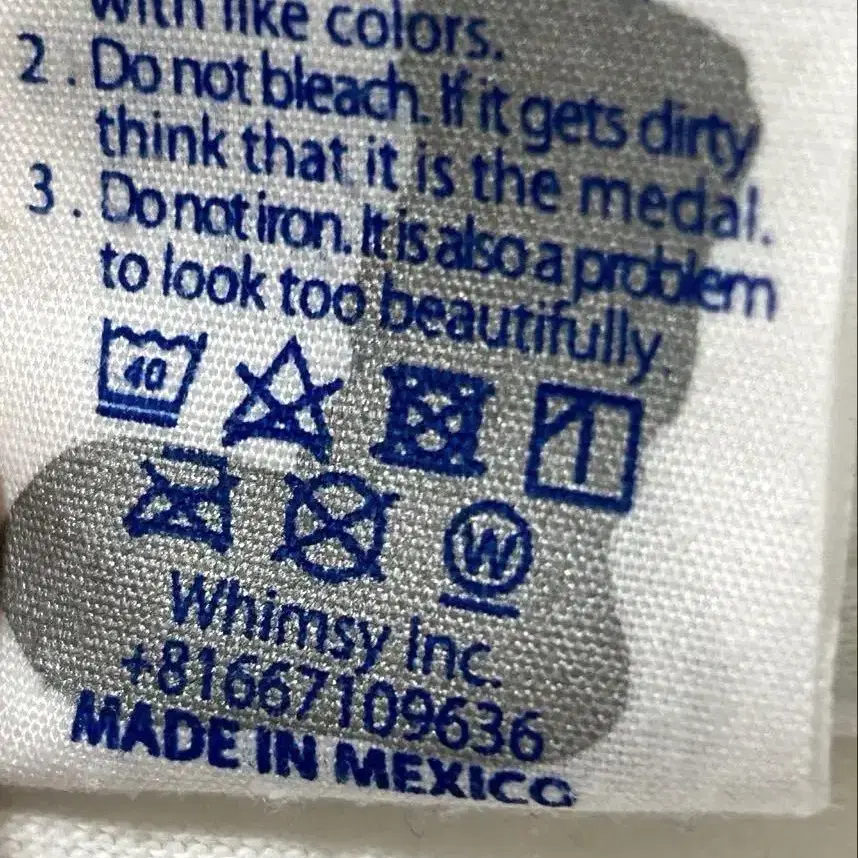 with like colors.
2. Do not bleach. If it gets dirty
think that it is the medal.
3. Do not iron. It is also a problem
to look too beautifully.
40
W
Whimsy Inc.
+81667109636
MADE IN MEXICO